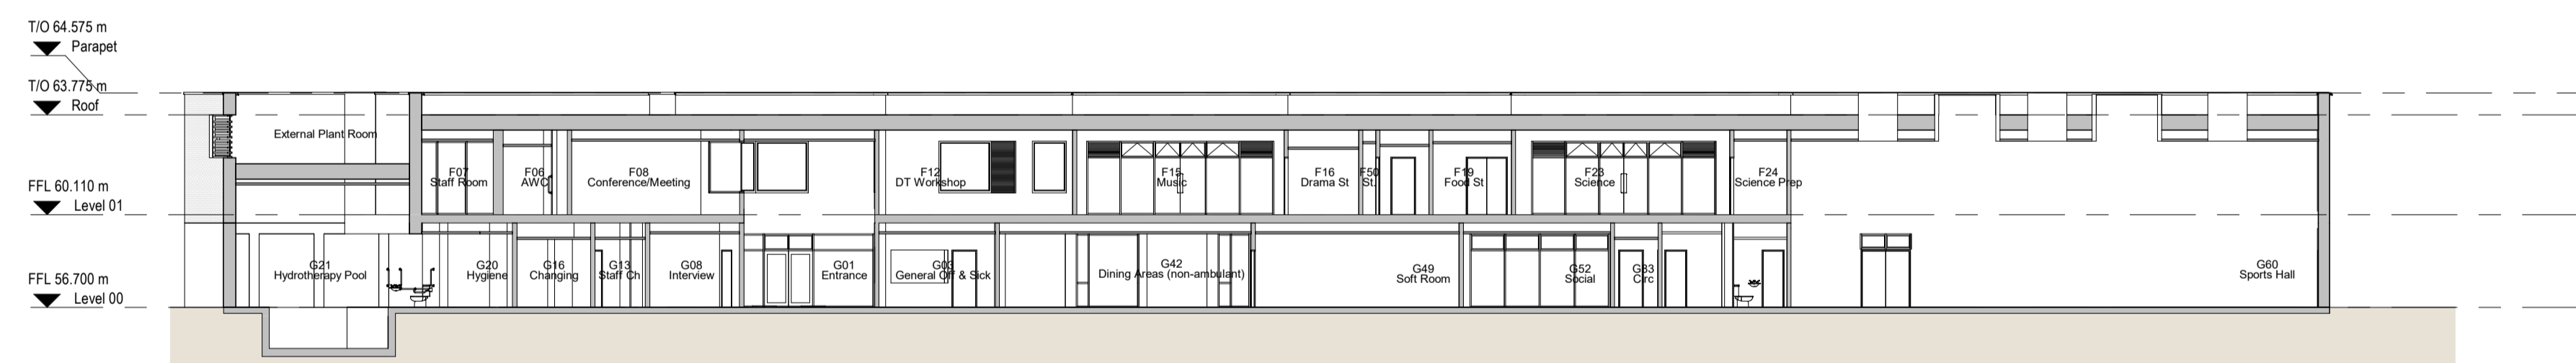 T/O 64.575 m
Parapet
T/O 63.775 m
Roof
External Plant Room
FFL 60.110 m
Level 01
F07
Staff Room
F06
AWC
F08
Conference/Meeting
F12
DT Workshop
F15
Music
F16
Drama St
F50
St.
F19
Food St
F23
Science
F24
Science Prep
FFL 56.700 m
Level 00
G21
Hydrotherapy Pool
G20
Hygiene
G16
Changing
G13
Staff Ch
G08
Interview
G01
Entrance
G03
General Off & Sick
G42
Dining Areas (non-ambulant)
G49
Soft Room
G52
Social
Circ
G60
Sports Hall